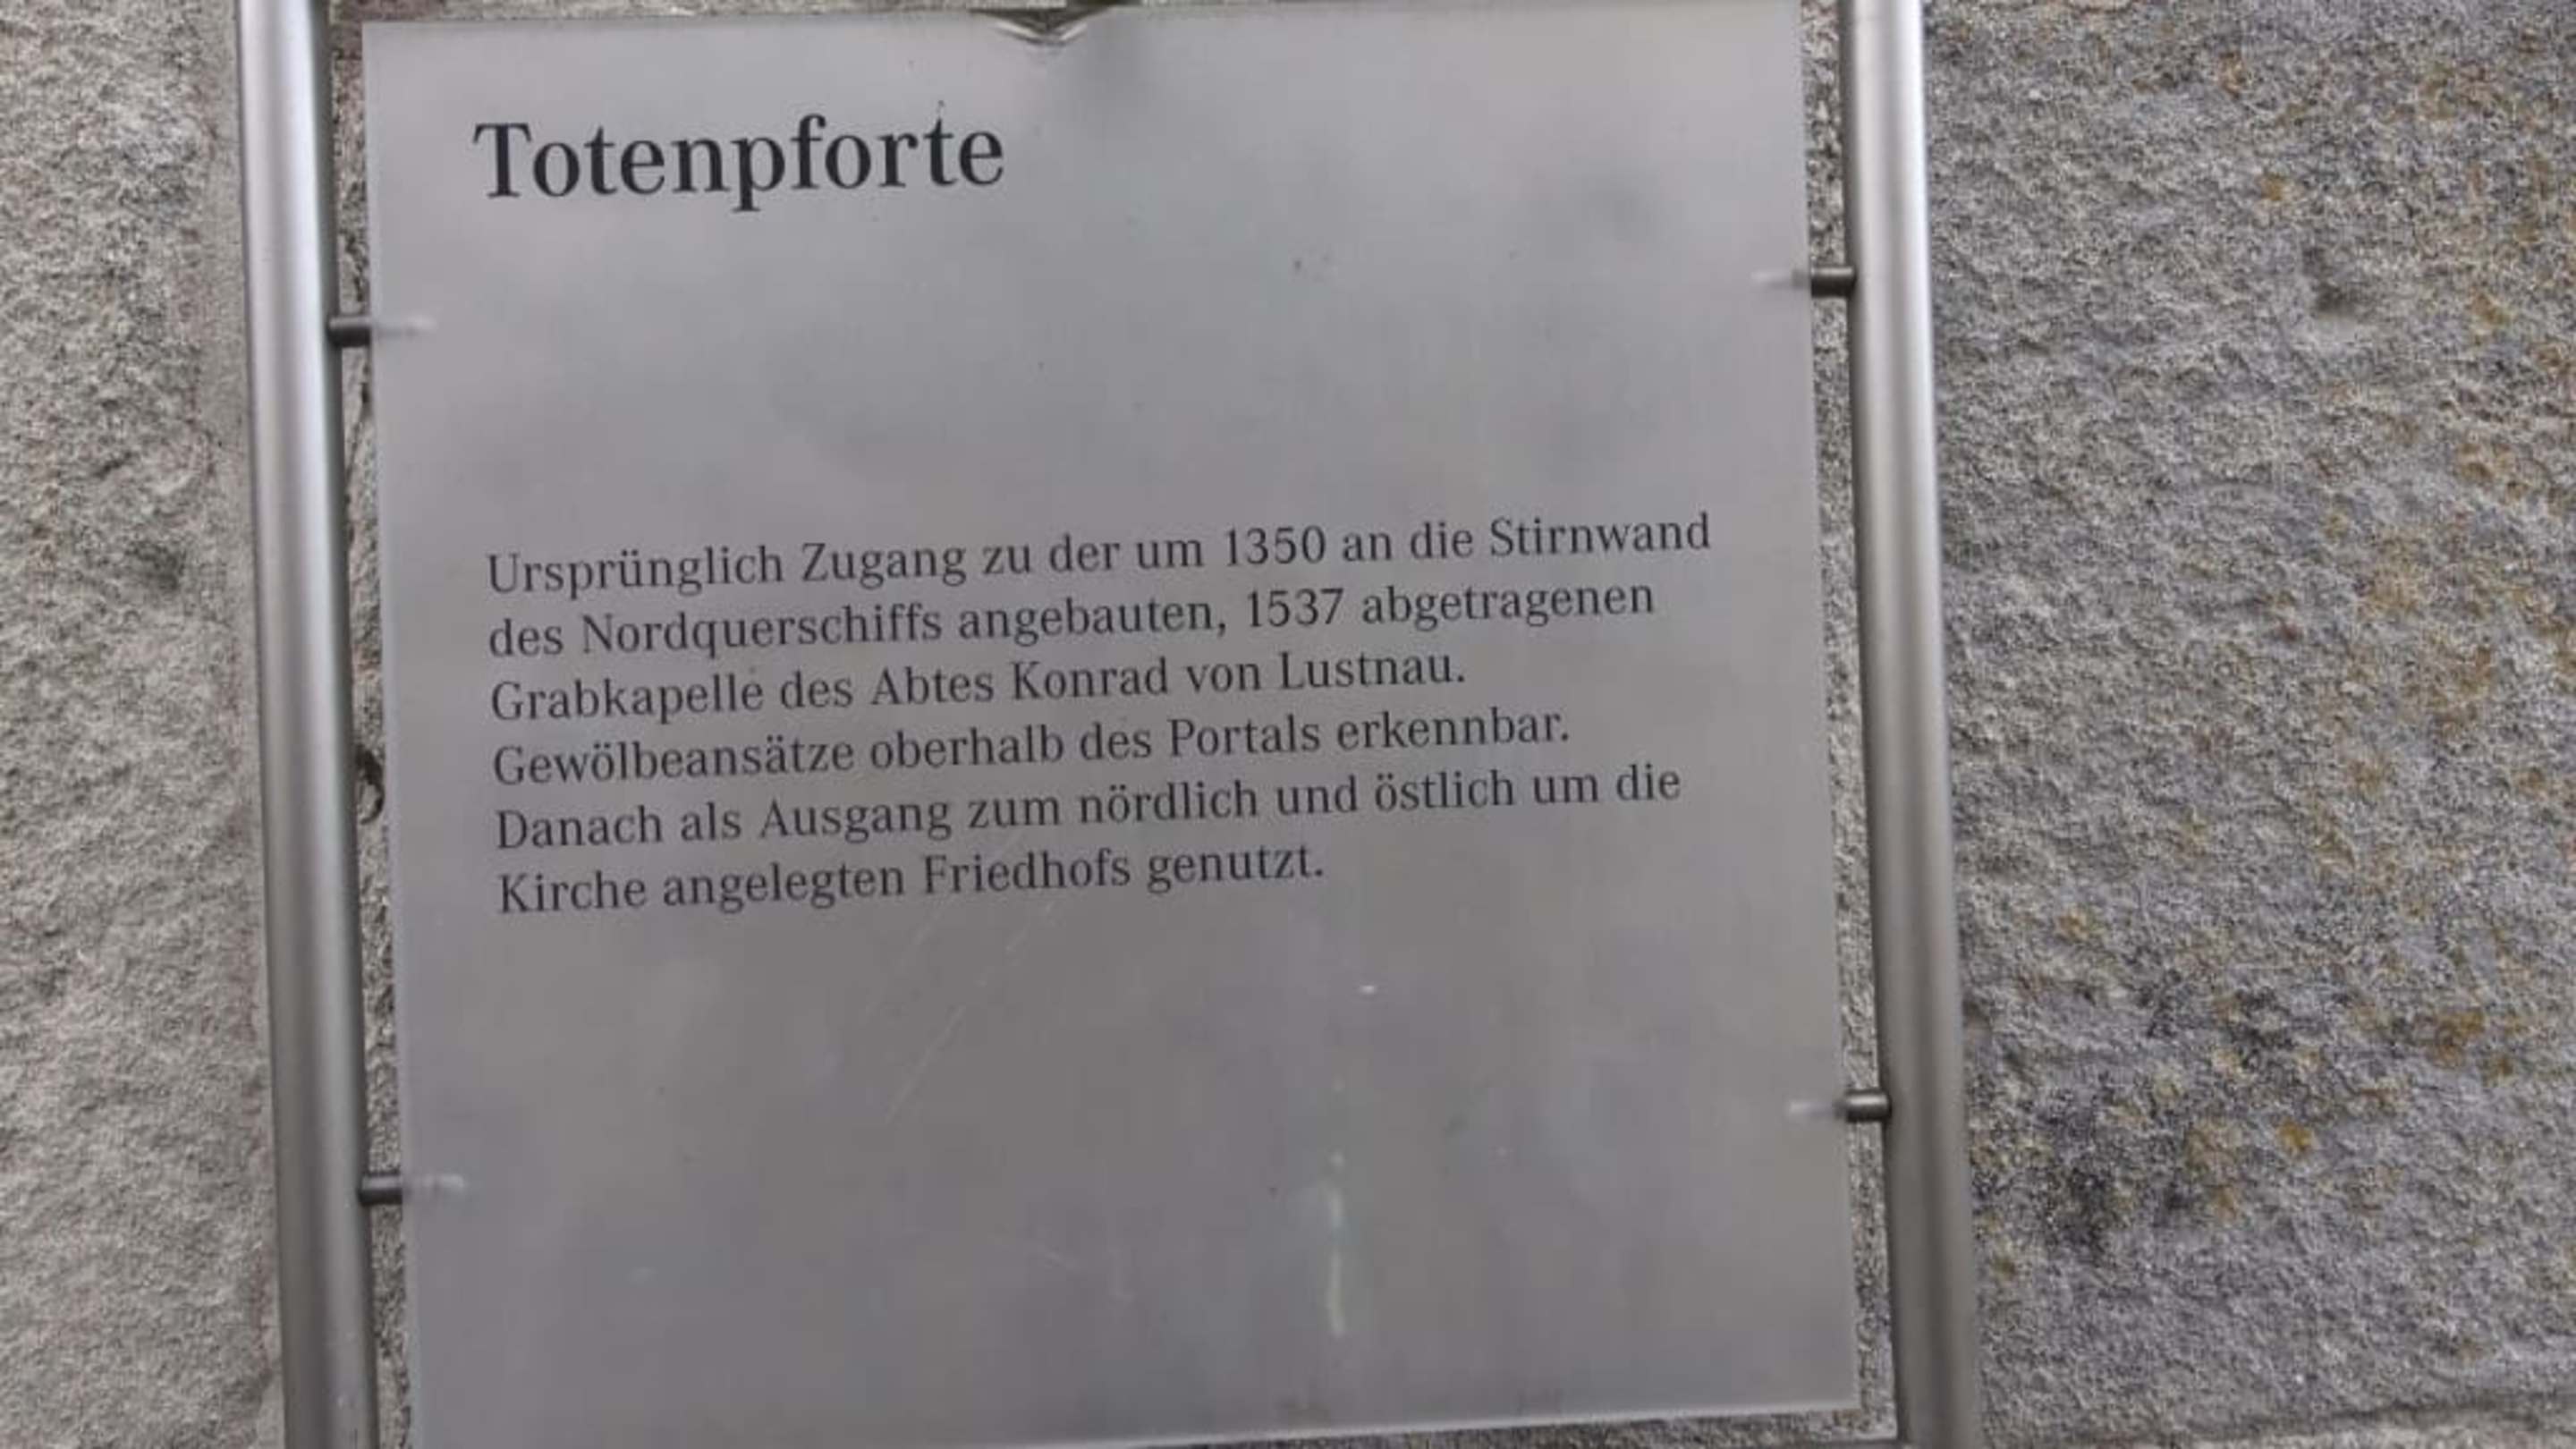 Totenpforte
Ursprünglich Zugang zu der um 1350 an die Stirnwand
des Nordquerschiffs angebauten, 1537 abgetragenen
Grabkapelle des Abtes Konrad von Lustnau.
Gewölbeansätze oberhalb des Portals erkennbar.
Danach als Ausgang zum nördlich und östlich um die
Kirche angelegten Friedhofs genutzt.